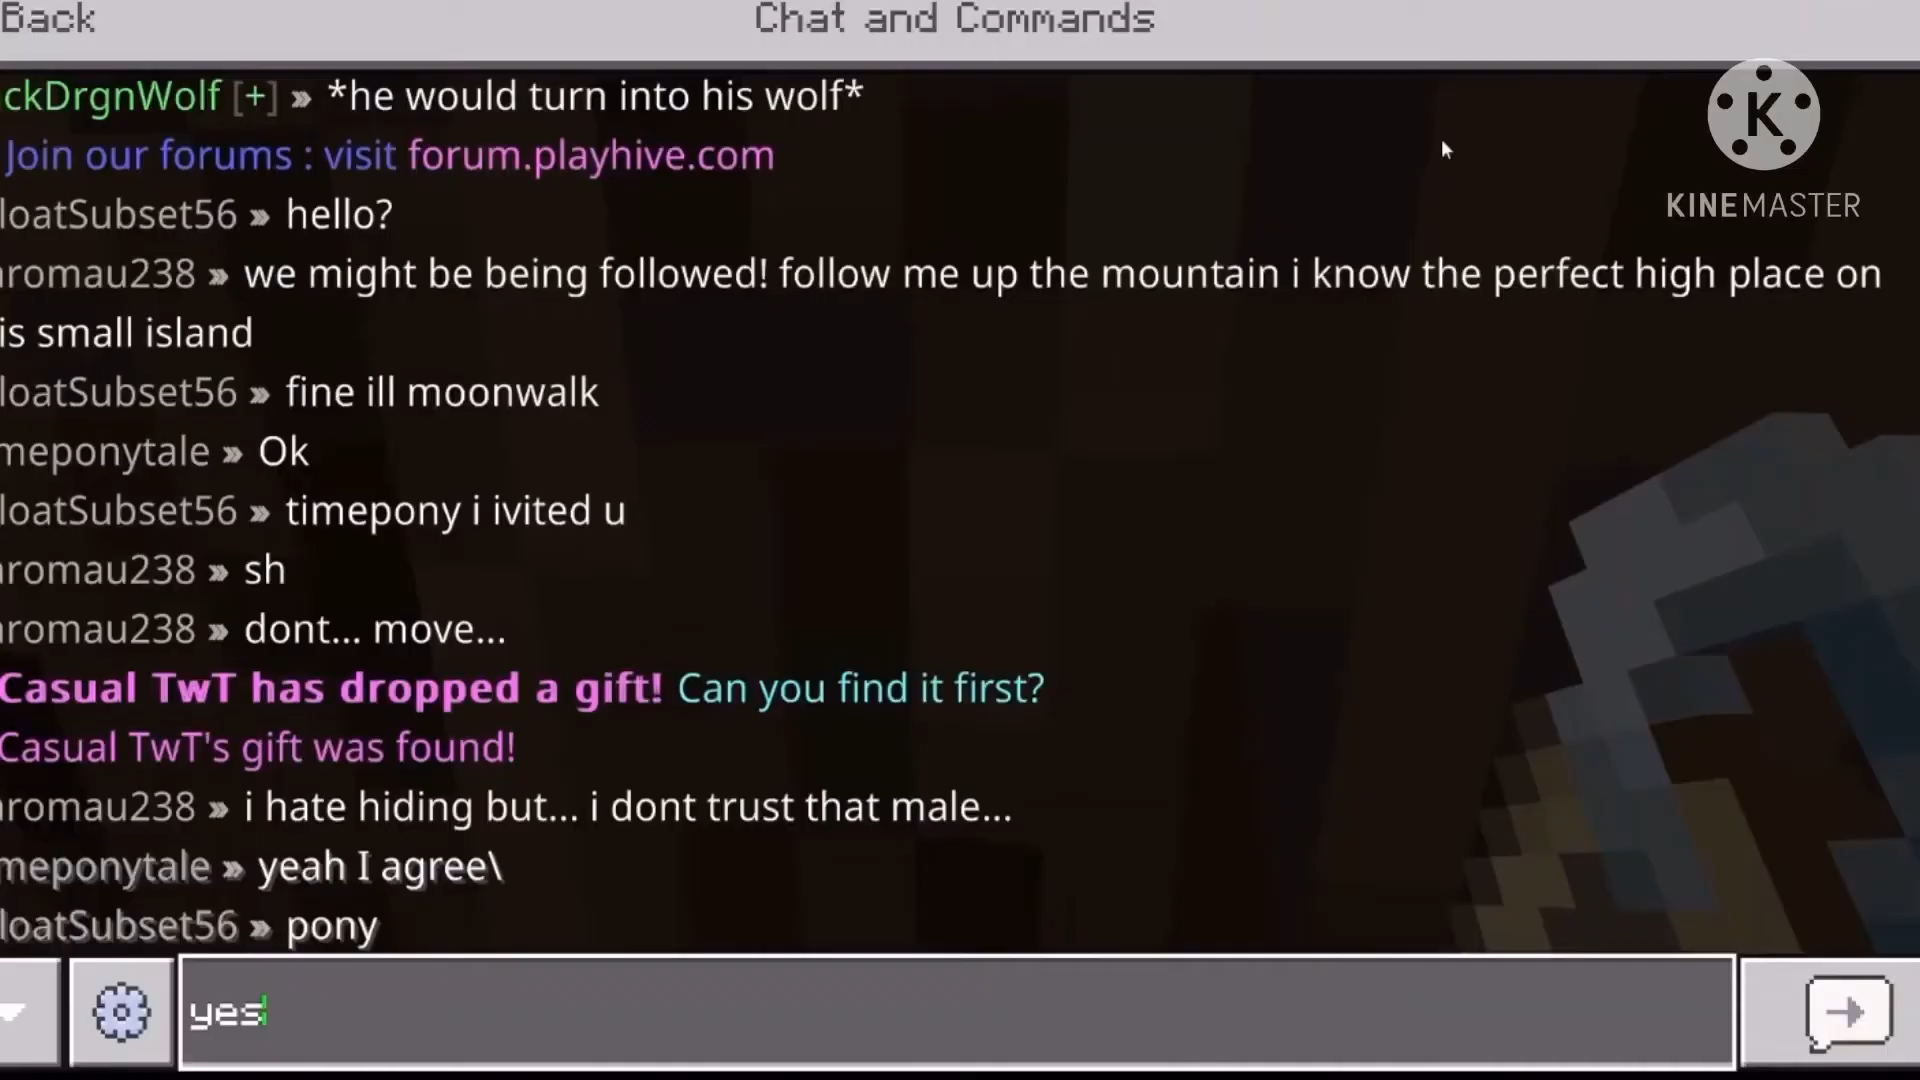 Back
Chat and Commands
ckDrgnWolf [+] » *he would turn into his wolf*
Join our forums : visit forum.playhive.com
loatSubset56 » hello?
romau238 » we might be being followed! follow me up the mountain i know the perfect high place on
is small island
loatSubset56 » fine ill moonwalk
meponytale » Ok
loatSubset56 » timepony i ivited u
romau238 » sh
romau238 » dont... move...
Casual TwT has dropped a gift! Can you find it first?
Casual TwT's gift was found!
romau238 » i hate hiding but... i dont trust that male...
meponytale » yeah I agree\
loatSubset56 » pony
yes
K
KINEMASTER